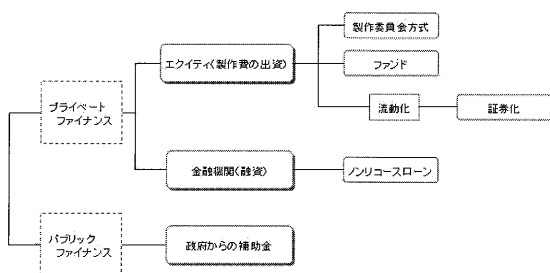 製作委員会方式
エクイティ(製作費の出資)
ファンド
プライベート
ファイナンス
流動化
証券化
金融機関(融資)
ノンリコースローン
パブリック
ファイナンス
政府からの補助金